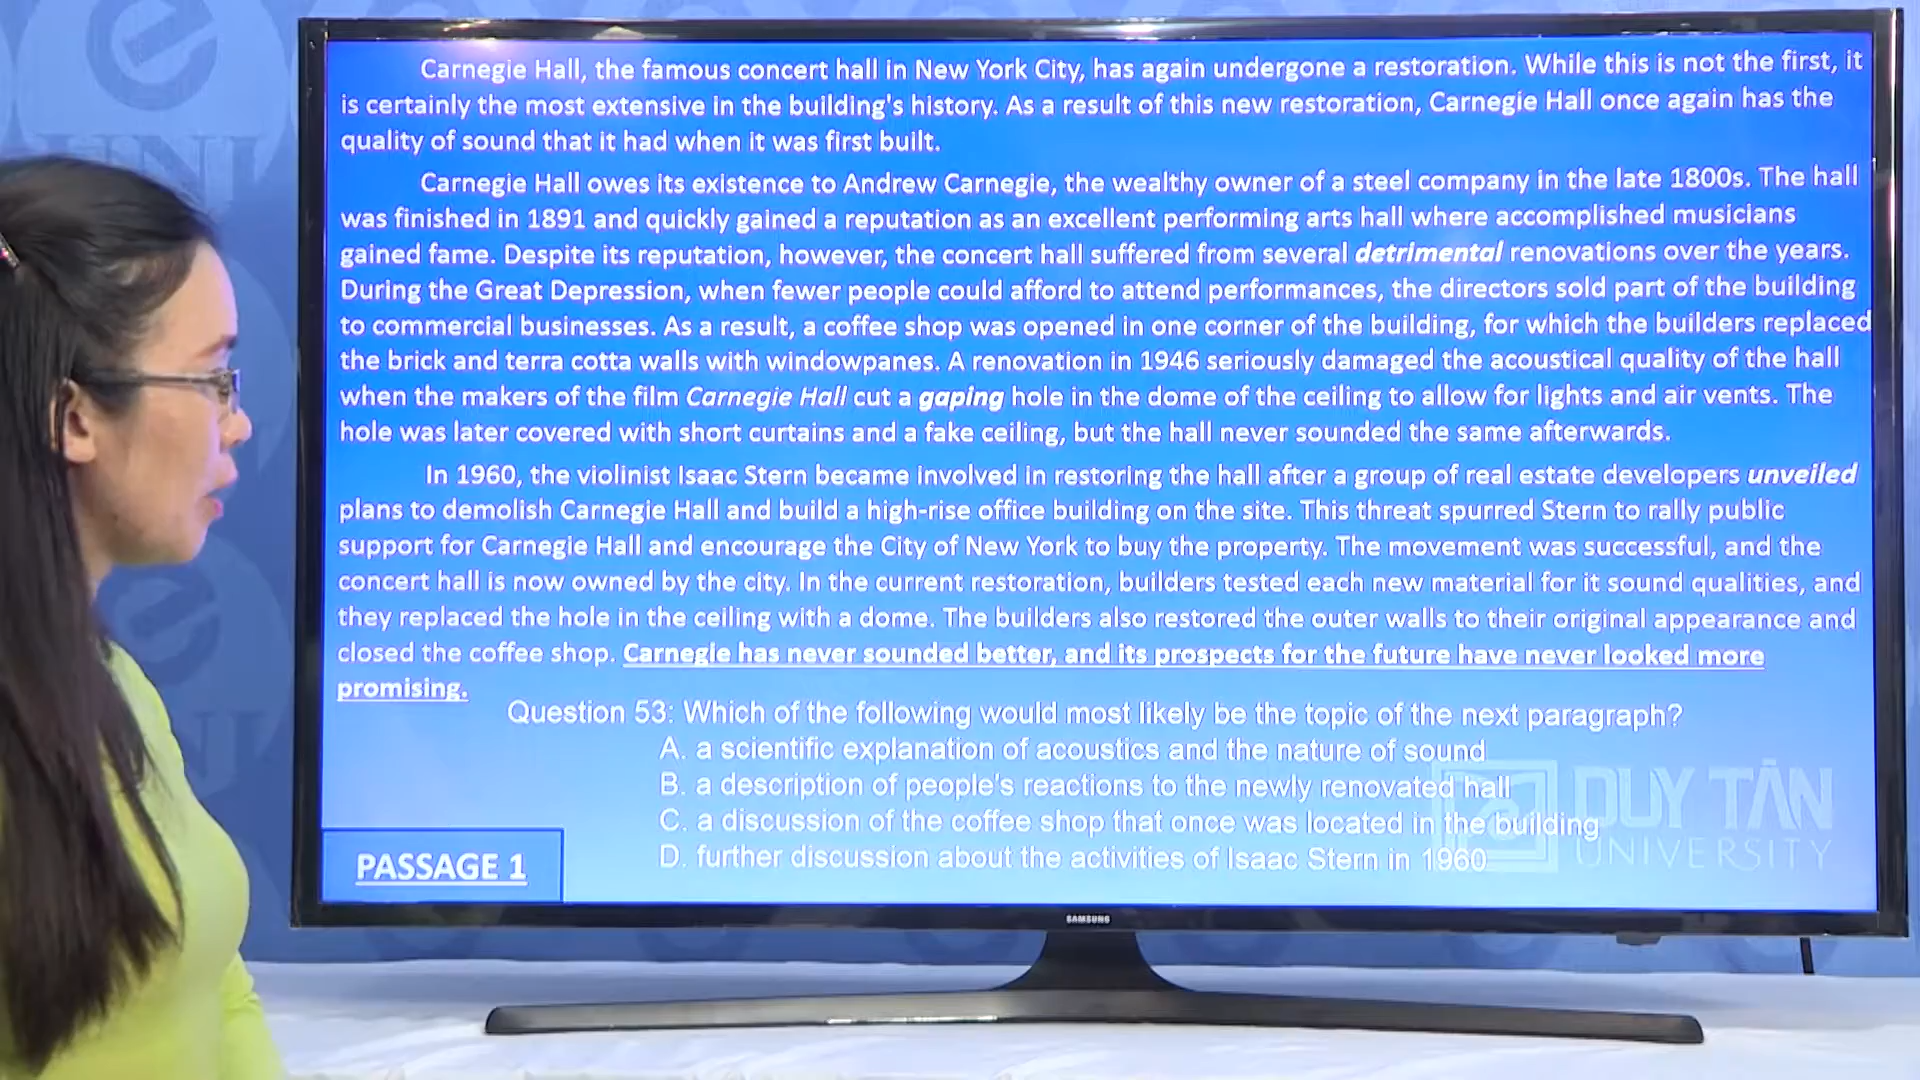 Carnegie Hall, the famous concert hall in New York City, has again undergone a restoration. While this is not the first, it
is certainly the most extensive in the building's history. As a result of this new restoration, Carnegie Hall once again has the
quality of sound that it had when it was first built.
Carnegie Hall owes its existence to Andrew Carnegie, the wealthy owner of a steel company in the late 1800s. The hall
was finished in 1891 and quickly gained a reputation as an excellent performing arts hall where accomplished musicians
gained fame. Despite its reputation, however, the concert hall suffered from several detrimental renovations over the years.
During the Great Depression, when fewer people could afford to attend performances, the directors sold part of the building
to commercial businesses. As a result, a coffee shop was opened in one corner of the building, for which the builders replaced
the brick and terra cotta walls with windowpanes. A renovation in 1946 seriously damaged the acoustical quality of the hall
when the makers of the film Carnegie Hall cut a gaping hole in the dome of the ceiling to allow for lights and air vents. The
hole was later covered with short curtains and a fake ceiling, but the hall never sounded the same afterwards.
In 1960, the violinist Isaac Stern became involved in restoring the hall after a group of real estate developers unveiled
plans to demolish Carnegie Hall and build a high-rise office building on the site. This threat spurred Stern to rally public
support for Carnegie Hall and encourage the City of New York to buy the property. The movement was successful, and the
concert hall is now owned by the city. In the current restoration, builders tested each new material for it sound qualities, and
they replaced the hole in the ceiling with a dome. The builders also restored the outer walls to their original appearance and
closed the coffee shop. Carnegie has never sounded better, and its prospects for the future have never looked more
promising.
Question 53: Which of the following would most likely be the topic of the next paragraph?
A. a scientific explanation of acoustics and the nature of sound
B. a description of people's reactions to the newly renovated hall
C. a discussion of the coffee shop that once was located in the building
D. further discussion about the activities of Isaac Stern in 1960
PASSAGE 1
DUY TÂN
UNIVERSITY
SAMSUNG